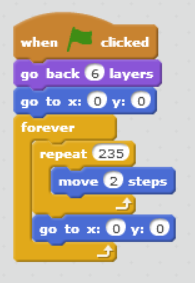 when clicked
go back 6 layers
go to x: 0 y: 0
forever
repeat 235
move 2 steps
go to x: 0 y: 0